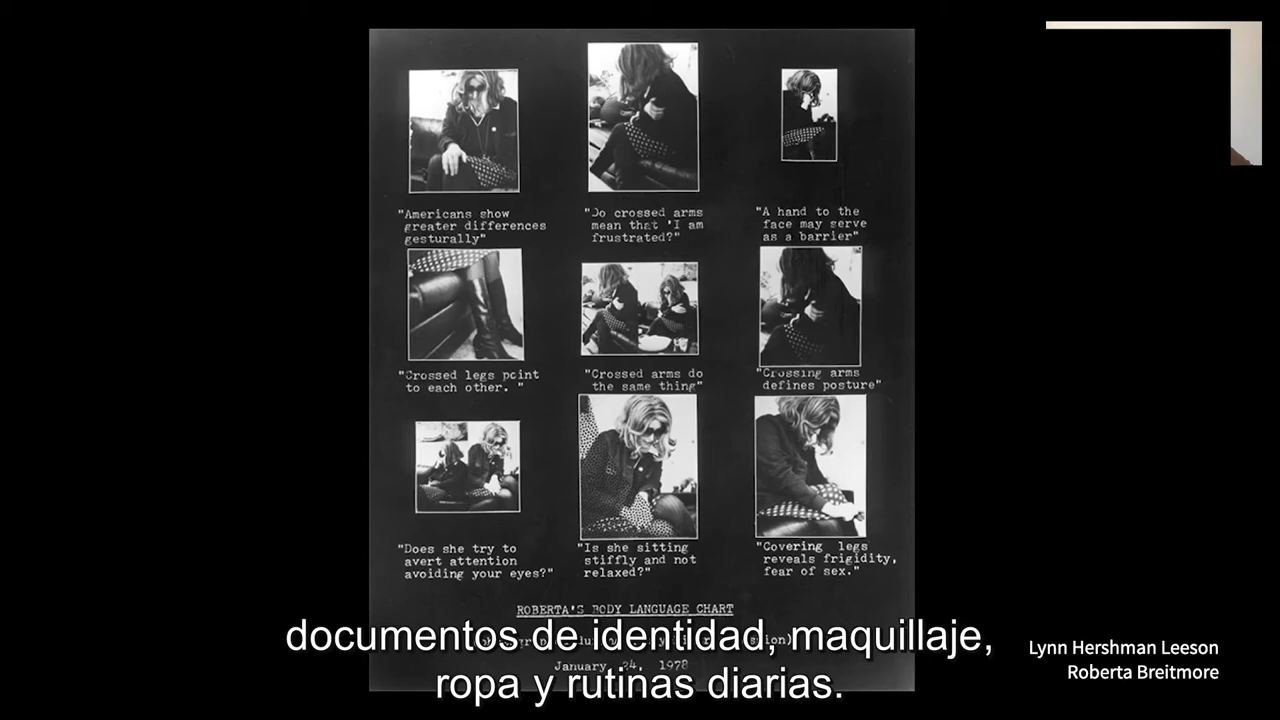 "Americans show
greater differences
gesturally"
"Do crossed arms
mean that 'I am
frustrated?"
"A hand to the
face may serve
as a barrier"
"Crossed legs point
to each other. "
"Crossed arms do
the same thing"
"Crossing arms
defines posture"
"Does she try to
avert attention
avoiding your eyes?"
"Is she sitting
stiffly and not
relaxed?"
"Covering legs
reveals frigidity,
fear of sex."
ROBERTA'S BODY LANGUAGE CHART
January 24, 1978
documentos de identidad, maquillaje,
ropa y rutinas diarias.
Lynn Hershman Leeson
Roberta Breitmore